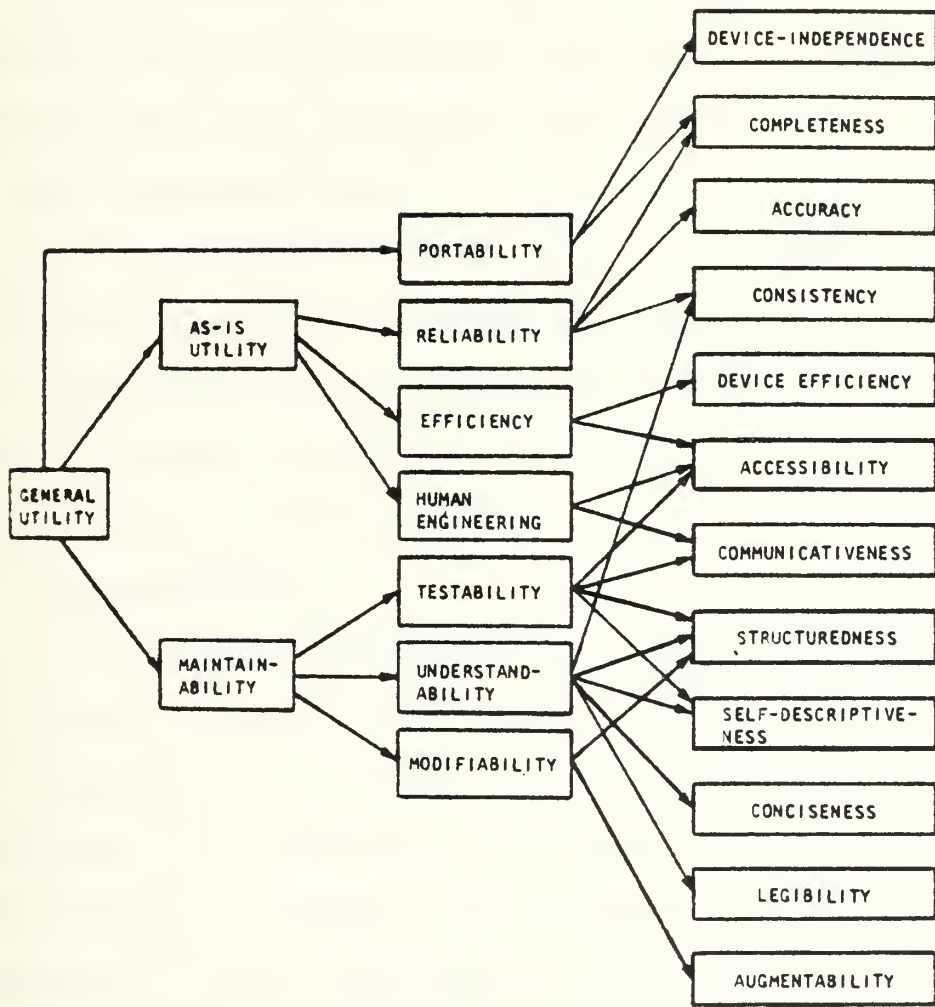 DEVICE-INDEPENDENCE
COMPLETENESS
ACCURACY
PORTABILITY
CONSISTENCY
AS-IS
UTILITY
RELIABILITY
DEVICE EFFICIENCY
EFFICIENCY
ACCESSIBILITY
GENERAL
UTILITY
HUMAN
ENGINEERING
COMMUNICATIVENESS
TESTABILITY
STRUCTUREDNESS
MAINTAIN-
ABILITY
UNDERSTAND-
ABILITY
SELF-DESCRIPTIVE-
NESS
MODIFIABILITY
CONCISENESS
LEGIBILITY
AUGMENTABILITY